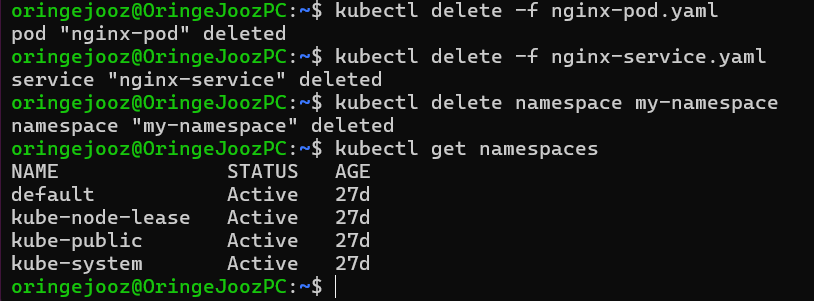 oringejooz@OringeJoozPC:~$ kubectl delete -f nginx-pod.yaml
pod "nginx-pod" deleted
oringejooz@OringeJoozPC:~$ kubectl delete -f nginx-service.yaml
service "nginx-service" deleted
oringejooz@OringeJoozPC:~$ kubectl delete namespace my-namespace
namespace "my-namespace" deleted
oringejooz@OringeJoozPC:~$ kubectl get namespaces
NAME              STATUS   AGE
default           Active   27d
kube-node-lease   Active   27d
kube-public       Active   27d
kube-system       Active   27d
oringejooz@OringeJoozPC:~$